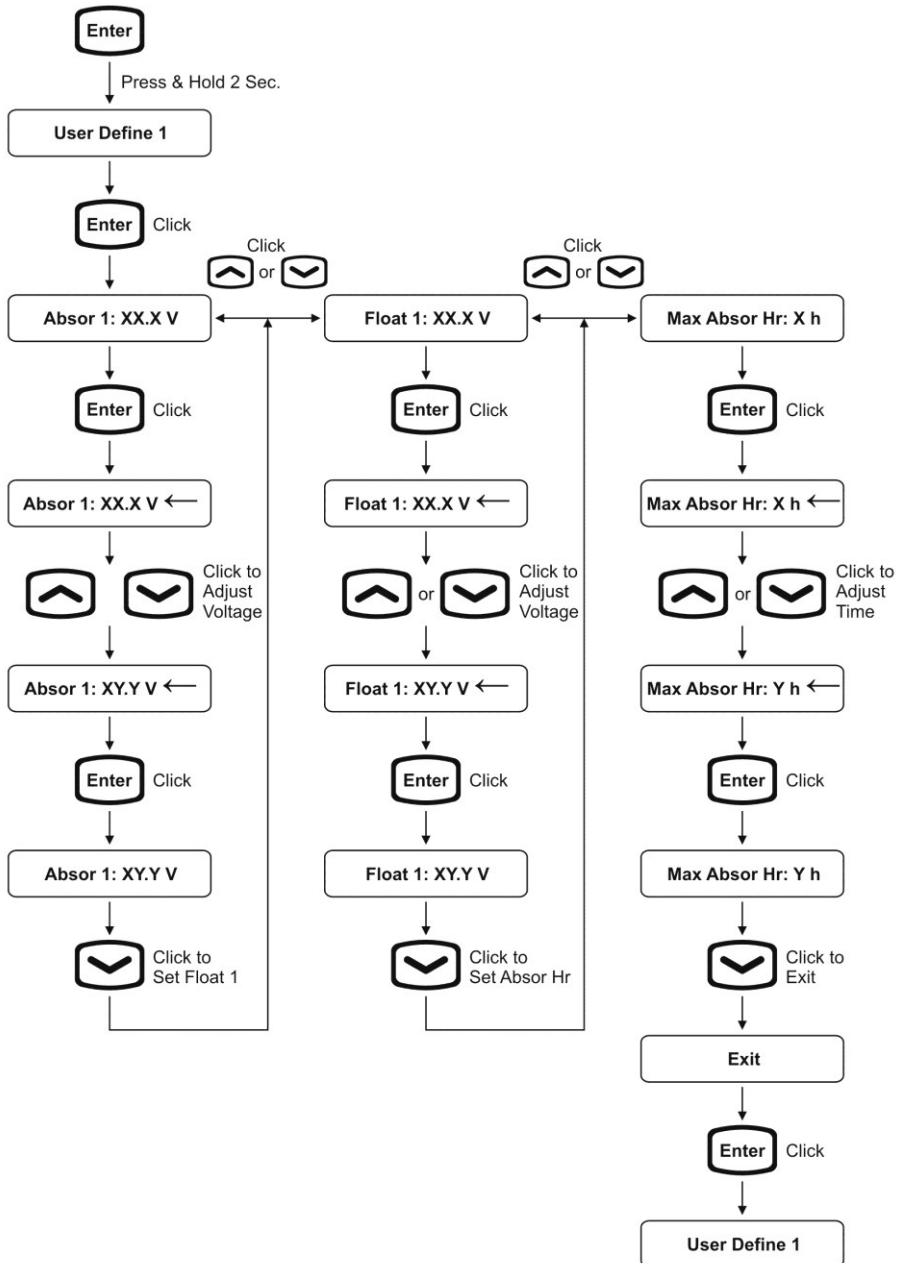 Enter
Press & Hold 2 Sec.
User Define 1
Enter Click
Click
or
Click
or
Absor 1: XX.X V
Float 1: XX.X V
Max Absor Hr: X h
Enter Click
Enter Click
Enter Click
Absor 1: XX.X V ←
Float 1: XX.X V ←
Max Absor Hr: X h ←
Click to
Adjust
Voltage
or
Click to
Adjust
Voltage
or
Click to
Adjust
Time
Absor 1: XY.Y V ←
Float 1: XY.Y V ←
Max Absor Hr: Y h ←
Enter Click
Enter Click
Enter Click
Absor 1: XY.Y V
Float 1: XY.Y V
Max Absor Hr: Y h
Click to
Set Float 1
Click to
Set Absor Hr
Click to
Exit
Exit
Enter Click
User Define 1